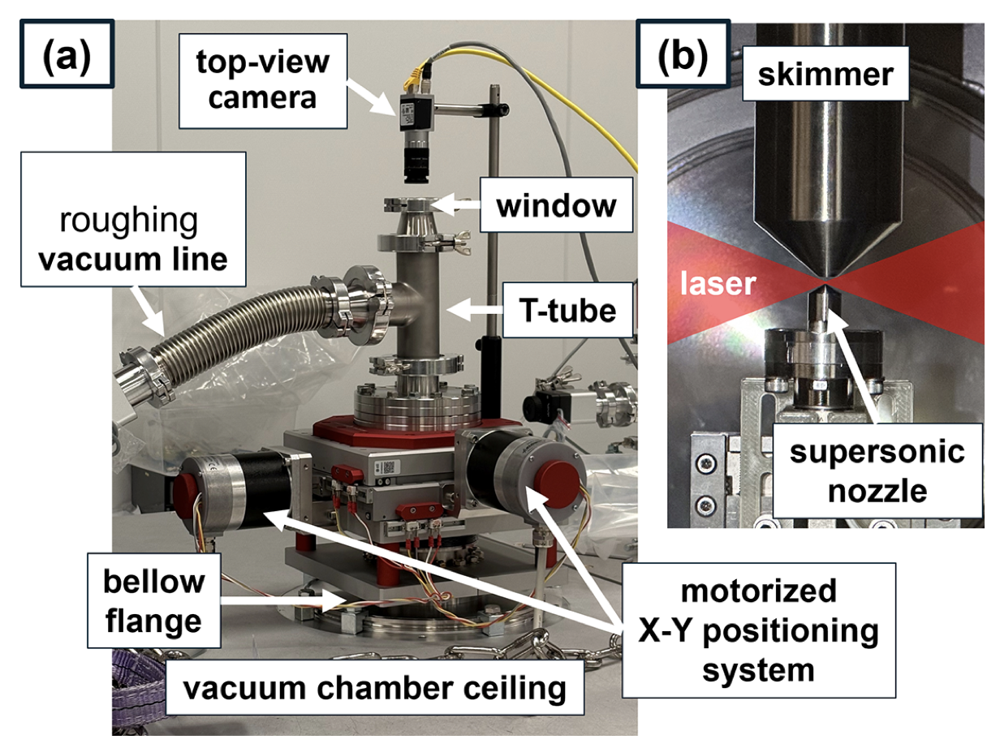 (a)
top-view
camera
window
roughing
vacuum line
T-tube
bellow
flange
motorized
X-Y positioning
system
vacuum chamber ceiling
(b)
skimmer
laser
supersonic
nozzle